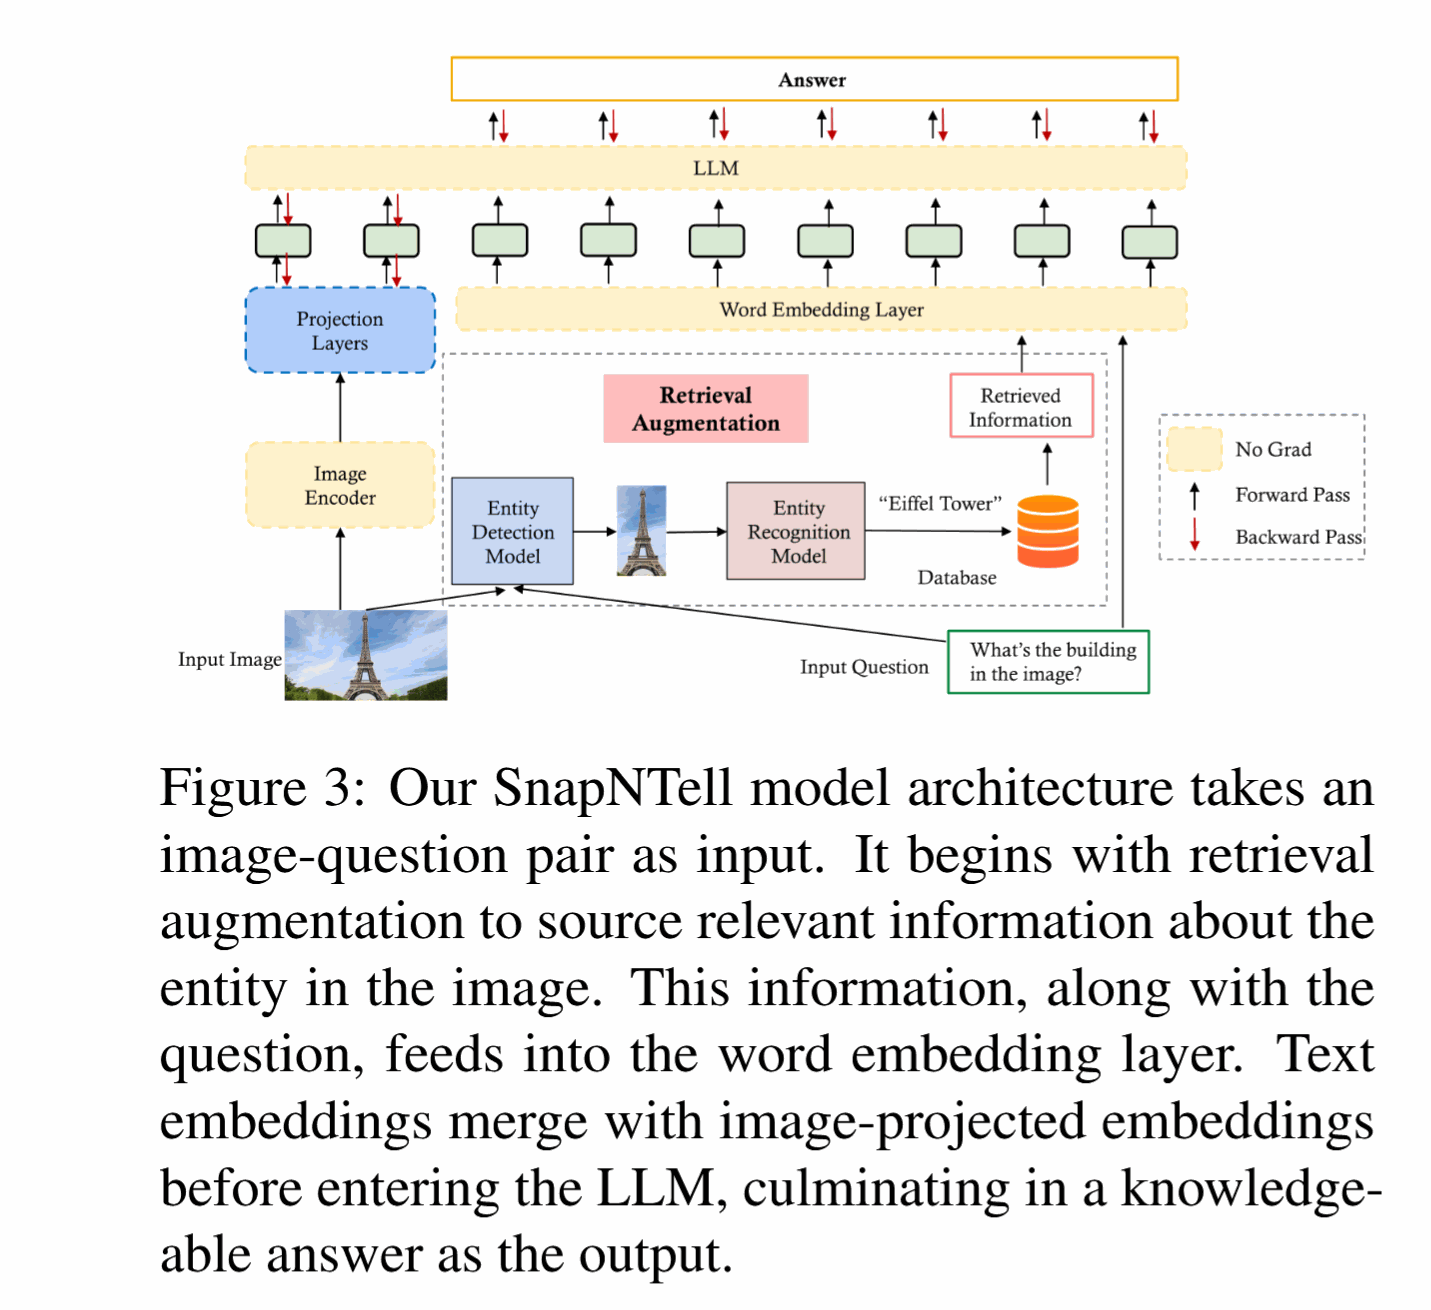 Answer
LLM
Projection
Layers
Word Embedding Layer
Retrieval
Augmentation
Retrieved
Information
Image
Encoder
Entity
Detection
Model
Entity
Recognition
Model
“Eiffel Tower”
Database
No Grad
Forward Pass
Backward Pass
Input Image
Input Question
What’s the building
in the image?
Figure 3: Our SnapNTell model architecture takes an
image-question pair as input. It begins with retrieval
augmentation to source relevant information about the
entity in the image. This information, along with the
question, feeds into the word embedding layer. Text
embeddings merge with image-projected embeddings
before entering the LLM, culminating in a knowledge-
able answer as the output.